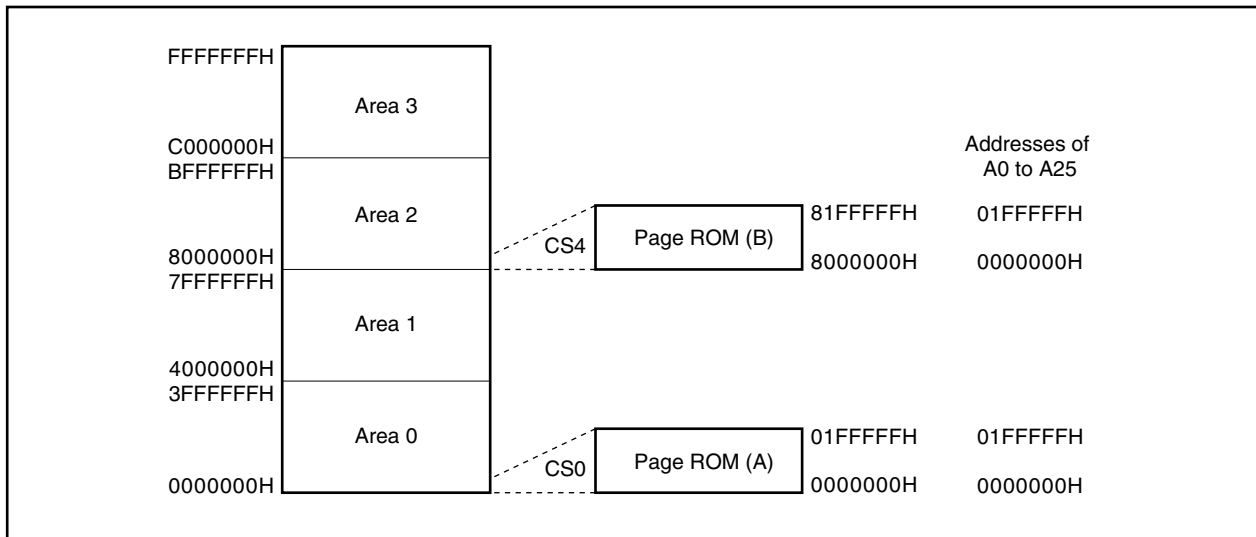 FFFFFFFH
Area 3
C000000H
BFFFFFFH
Area 2
8000000H
7FFFFFFH
Area 1
4000000H
3FFFFFFH
Area 0
0000000H
CS4
Page ROM (B)
81FFFFFH
8000000H
CS0
Page ROM (A)
01FFFFFH
0000000H
Addresses of
A0 to A25
01FFFFFH
0000000H
01FFFFFH
0000000H